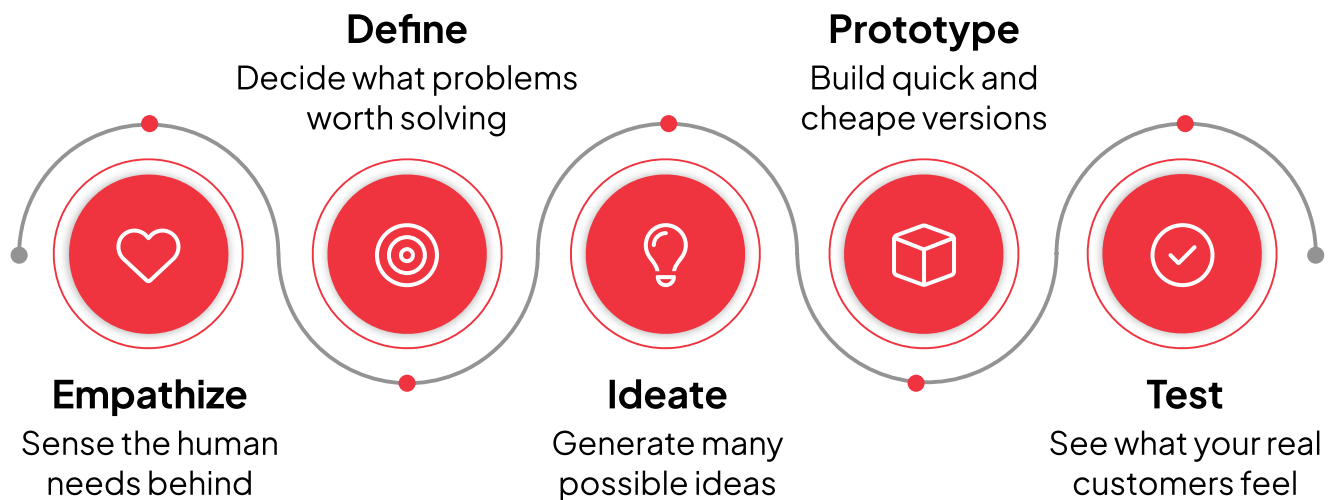 Empathize
Sense the human
needs behind
Define
Decide what problems
worth solving
Ideate
Generate many
possible ideas
Prototype
Build quick and
cheape versions
Test
See what your real
customers feel